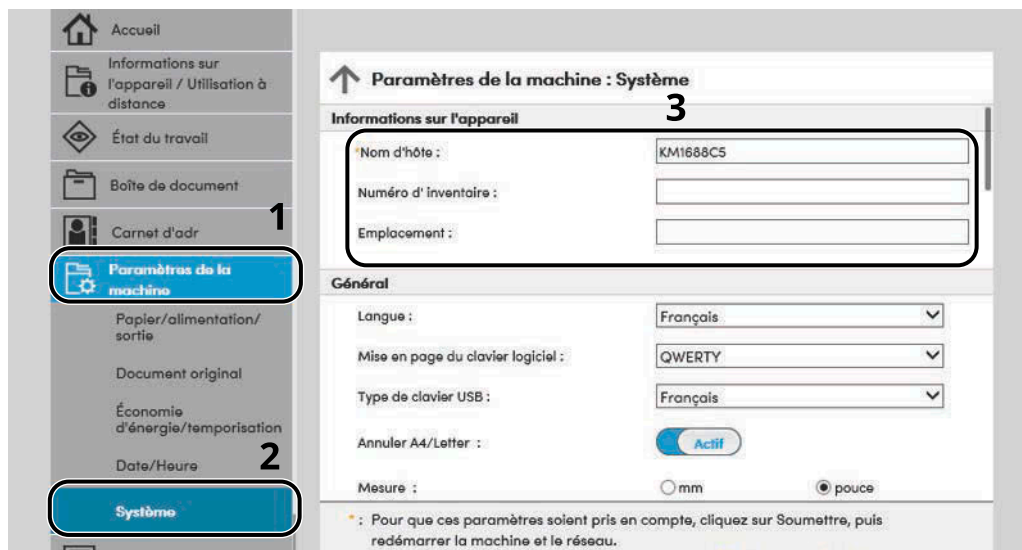 Accueil
Informations sur
l'appareil / Utilisation à
distance
État du travail
Boîte de document
1
Carnet d'adr
Paramètres de la
machine
Papier/alimentation/
sortie
Document original
Économie
d'énergie/temporisation
Date/Heure
2
Système
Paramètres de la machine : Système
3
Informations sur l'appareil
*Nom d'hôte : KM1688C5
Numéro d' inventaire :
Emplacement :
Général
Langue : Français
Mise en page du clavier logiciel : QWERTY
Type de clavier USB : Français
Annuler A4/Letter : Actif
Mesure : mm pouce
* : Pour que ces paramètres soient pris en compte, cliquez sur Soumettre, puis
redémarrer la machine et le réseau.